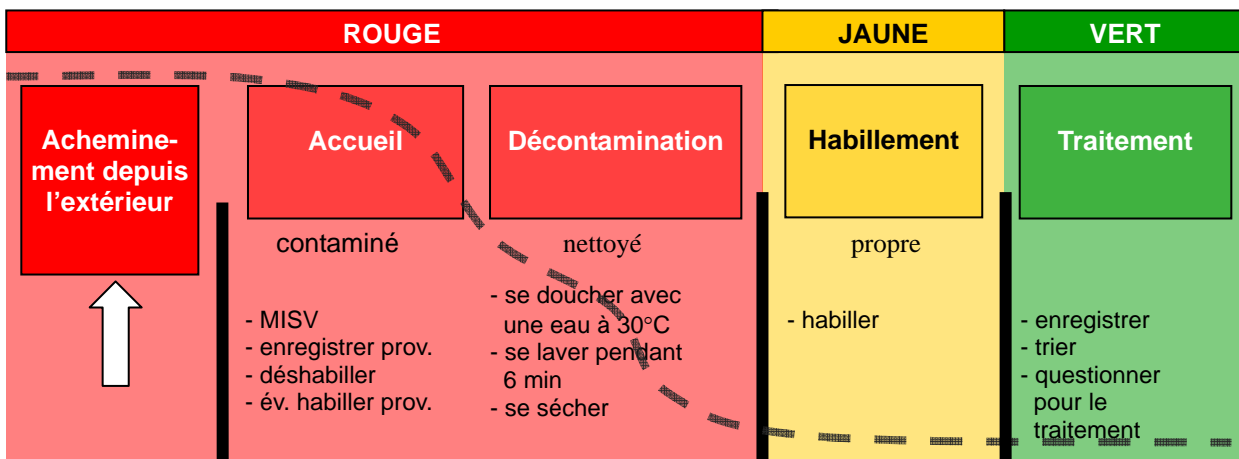 ROUGE
JAUNE
VERT
Achemine-
ment depuis
l'extérieur
Accueil
contaminé
- MISV
- enregistrer prov.
- déshabiller
- év. habiller prov.
Décontamination
nettoyé
- se doucher avec
une eau à 30°C
- se laver pendant
6 min
- se sécher
Habillement
propre
- habiller
Traitement
- enregistrer
- trier
- questionner
pour le
traitement